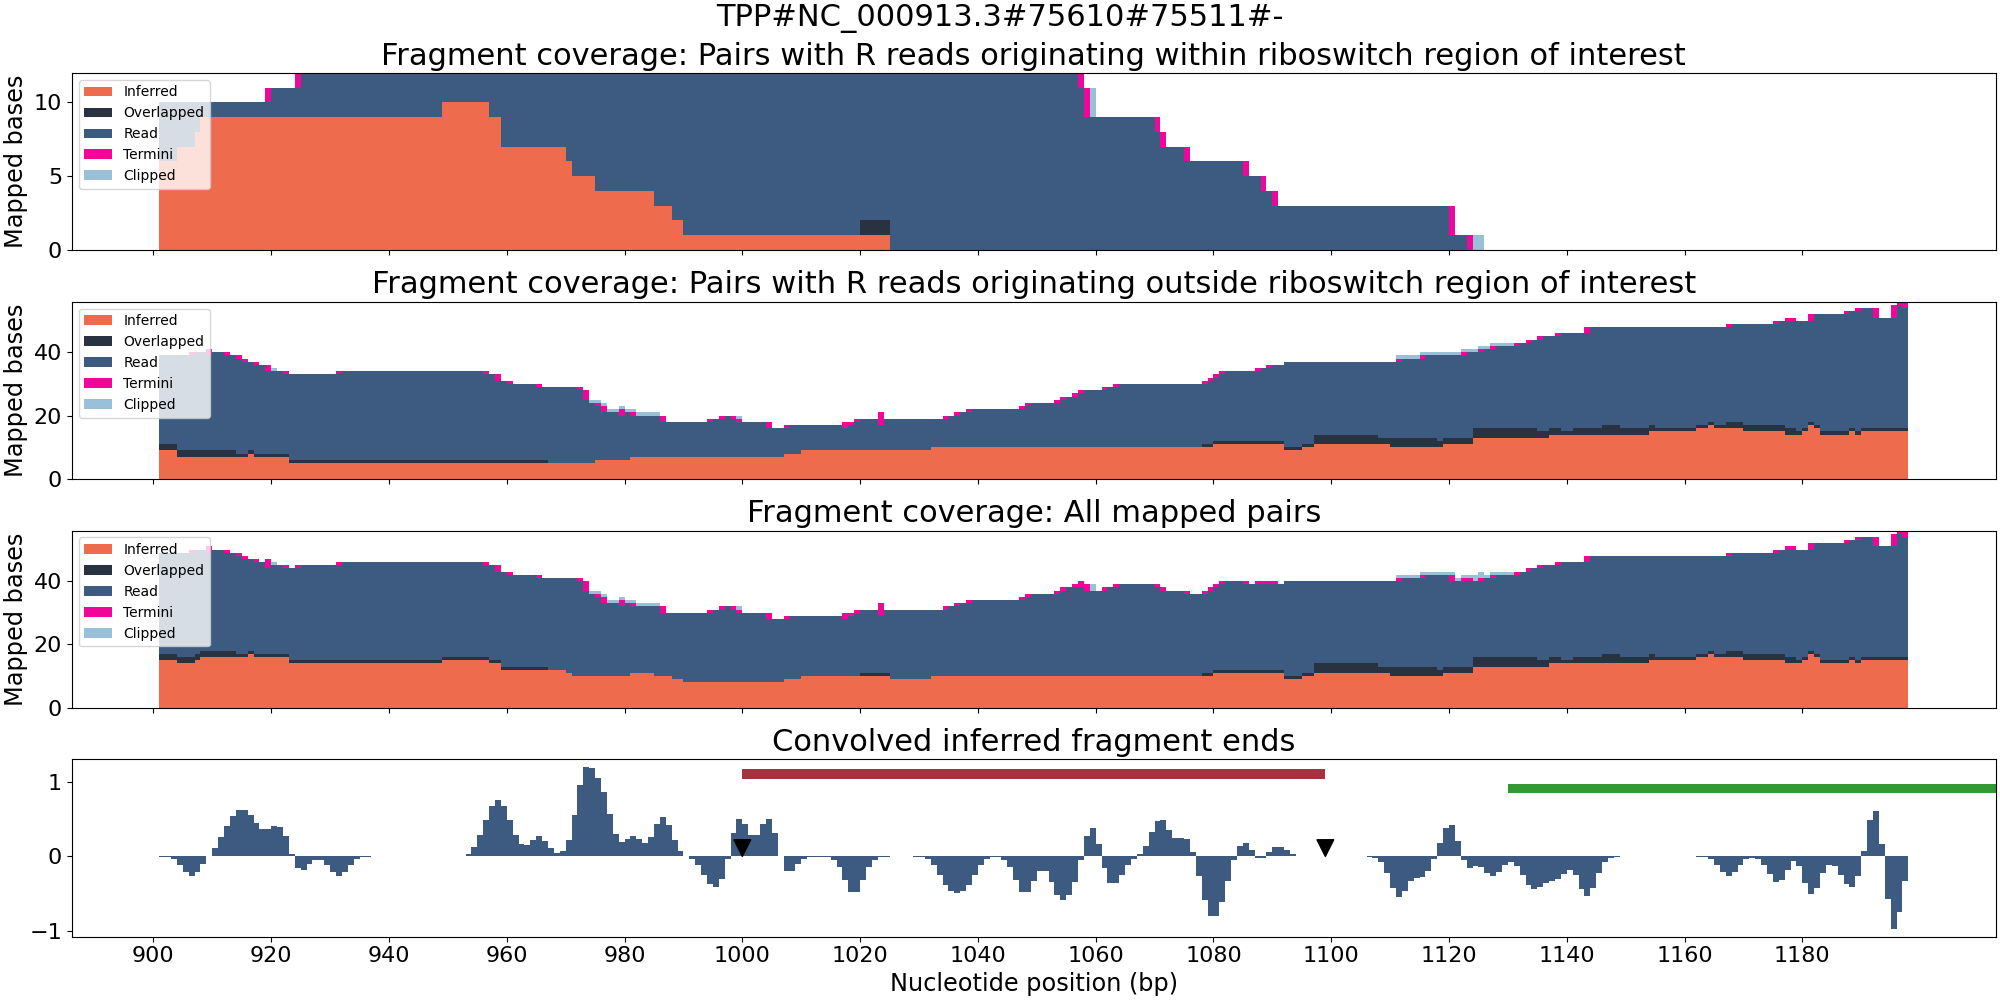 TPP#NC_000913.3#75610#75511#-
Fragment coverage: Pairs with R reads originating within riboswitch region of interest
Mapped bases
10
5
0
Inferred
Overlapped
Read
Termini
Clipped
Fragment coverage: Pairs with R reads originating outside riboswitch region of interest
Mapped bases
40
20
0
Inferred
Overlapped
Read
Termini
Clipped
Fragment coverage: All mapped pairs
Mapped bases
40
20
0
Inferred
Overlapped
Read
Termini
Clipped
Convolved inferred fragment ends
1
0
−1
900 920 940 960 980 1000 1020 1040 1060 1080 1100 1120 1140 1160 1180
Nucleotide position (bp)